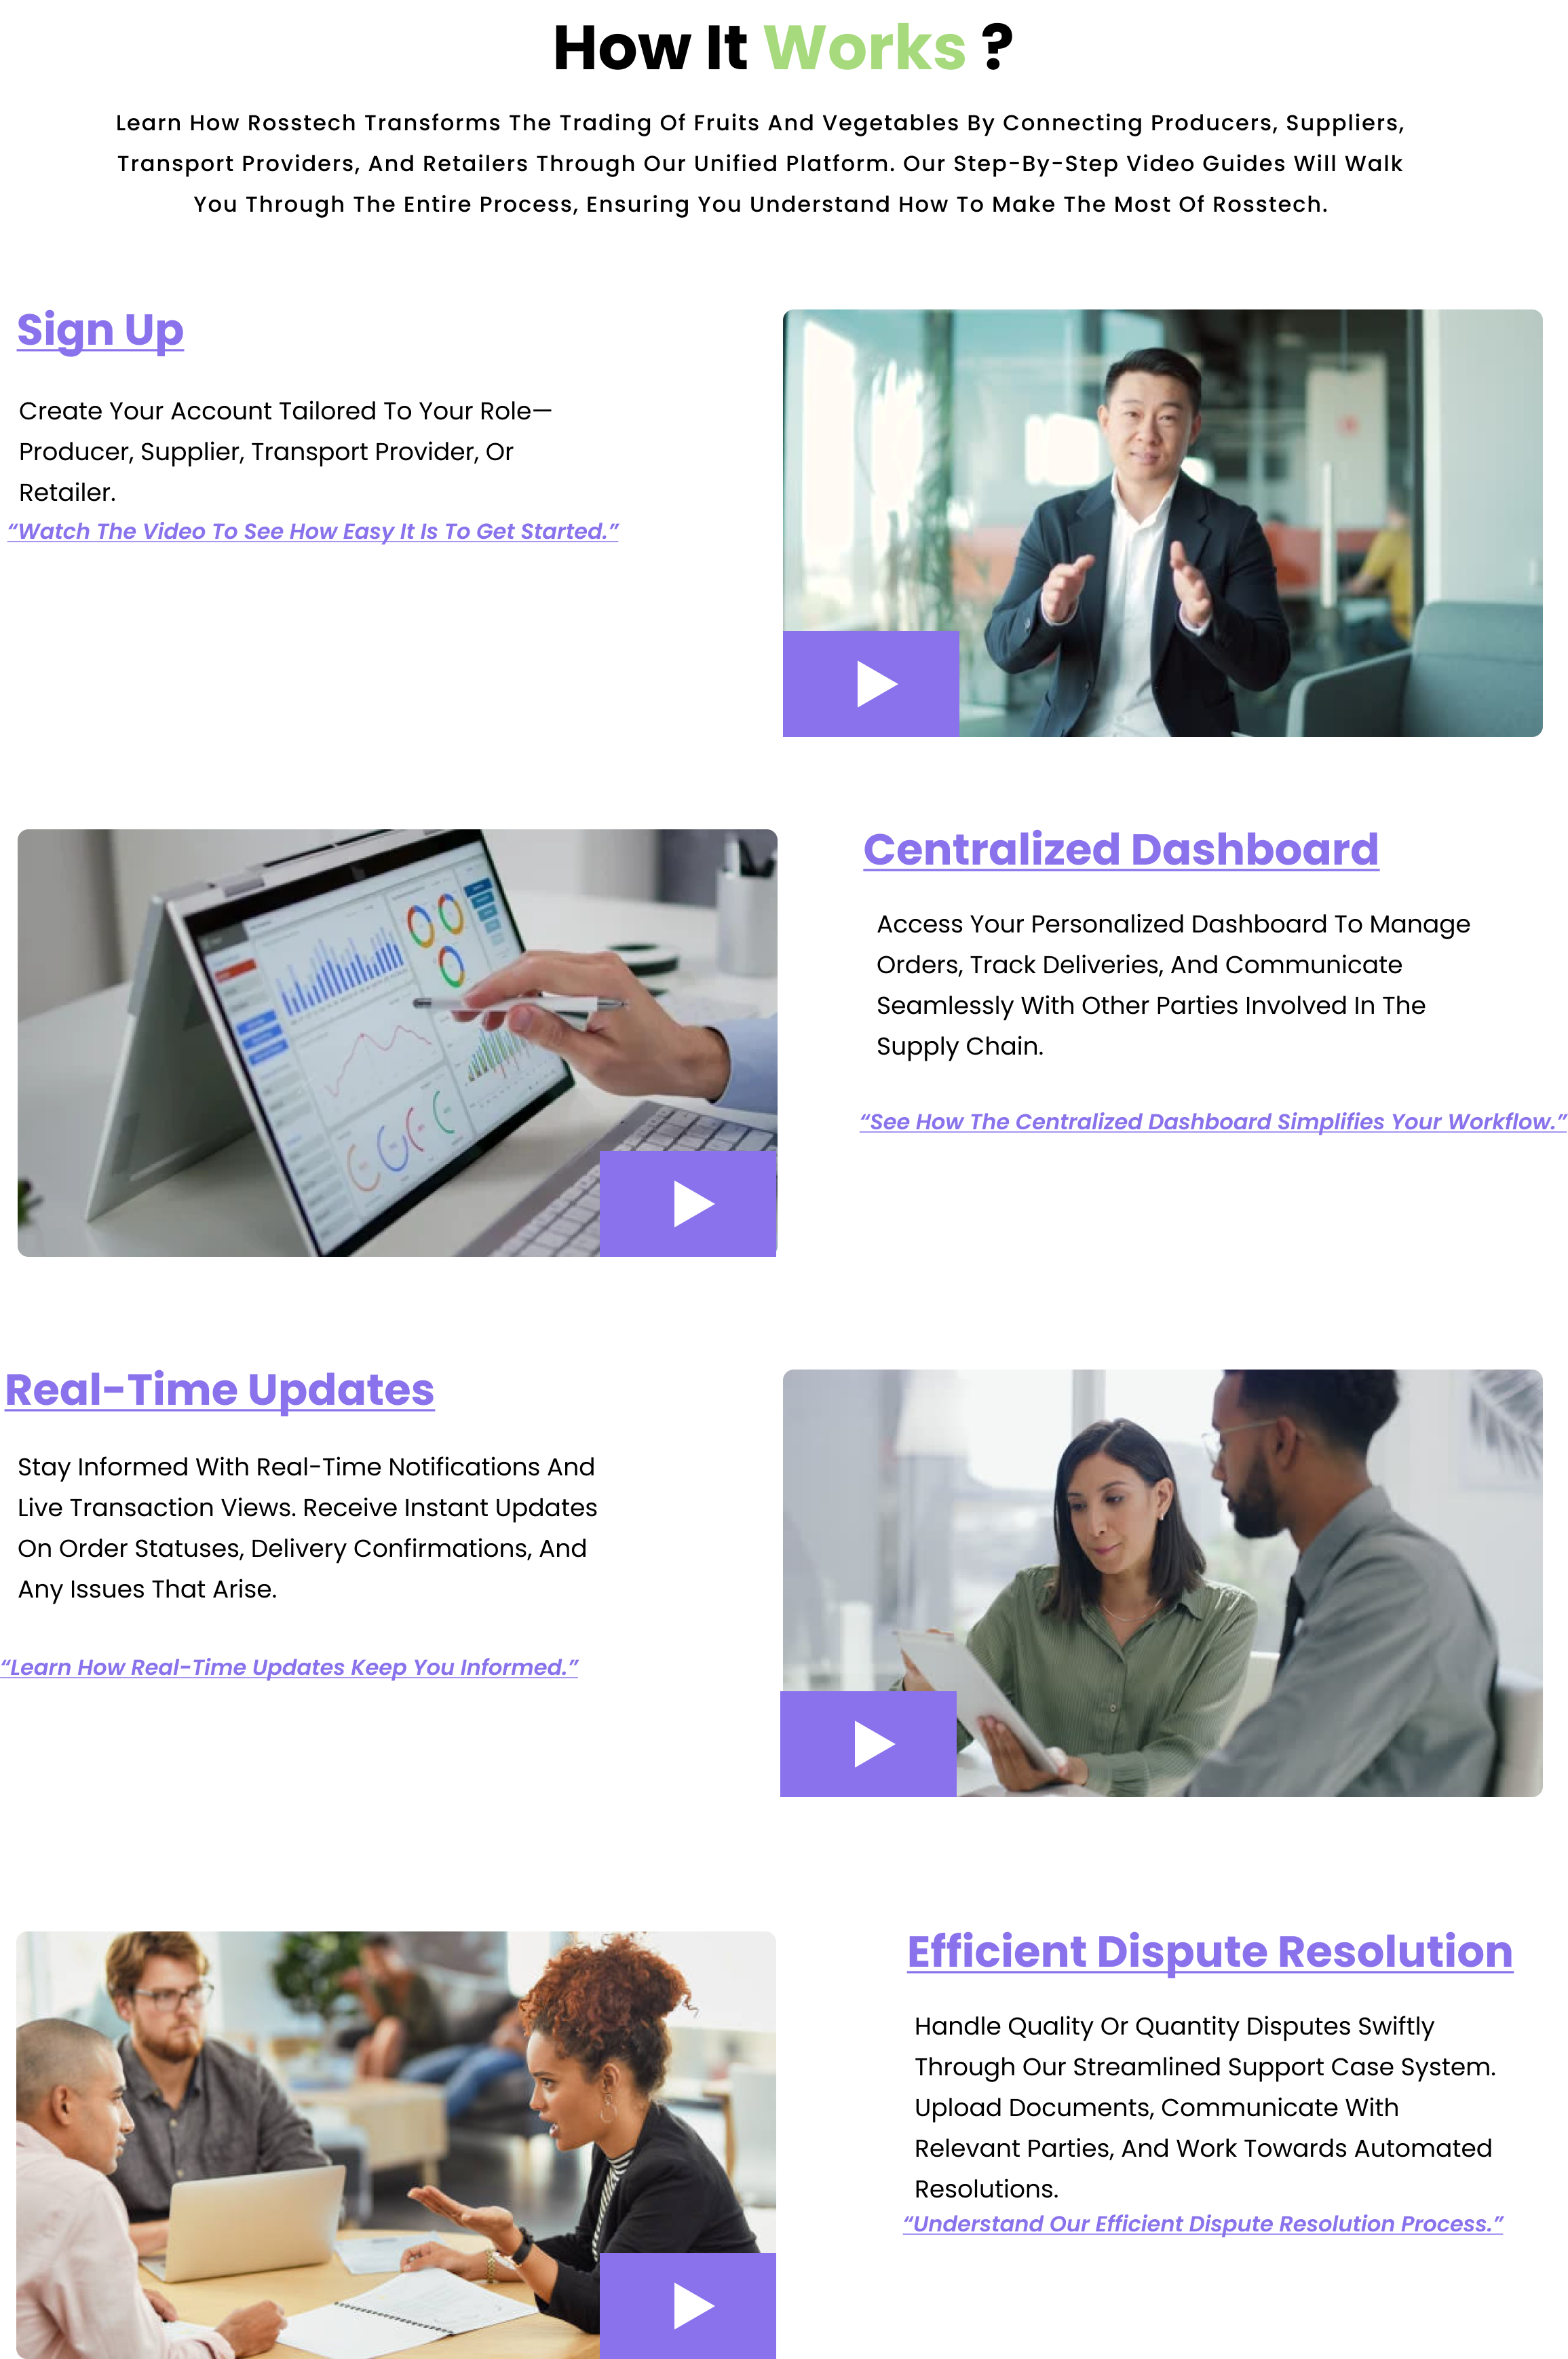 How It Works ?
Learn How Rosstech Transforms The Trading Of Fruits And Vegetables By Connecting Producers, Suppliers,
Transport Providers, And Retailers Through Our Unified Platform. Our Step-By-Step Video Guides Will Walk
You Through The Entire Process, Ensuring You Understand How To Make The Most Of Rosstech.
Sign Up
Create Your Account Tailored To Your Role—
Producer, Supplier, Transport Provider, Or
Retailer.
“Watch The Video To See How Easy It Is To Get Started.”
Centralized Dashboard
Access Your Personalized Dashboard To Manage
Orders, Track Deliveries, And Communicate
Seamlessly With Other Parties Involved In The
Supply Chain.
“See How The Centralized Dashboard Simplifies Your Workflow.”
Real-Time Updates
Stay Informed With Real-Time Notifications And
Live Transaction Views. Receive Instant Updates
On Order Statuses, Delivery Confirmations, And
Any Issues That Arise.
“Learn How Real-Time Updates Keep You Informed.”
Efficient Dispute Resolution
Handle Quality Or Quantity Disputes Swiftly
Through Our Streamlined Support Case System.
Upload Documents, Communicate With
Relevant Parties, And Work Towards Automated
Resolutions.
“Understand Our Efficient Dispute Resolution Process.”